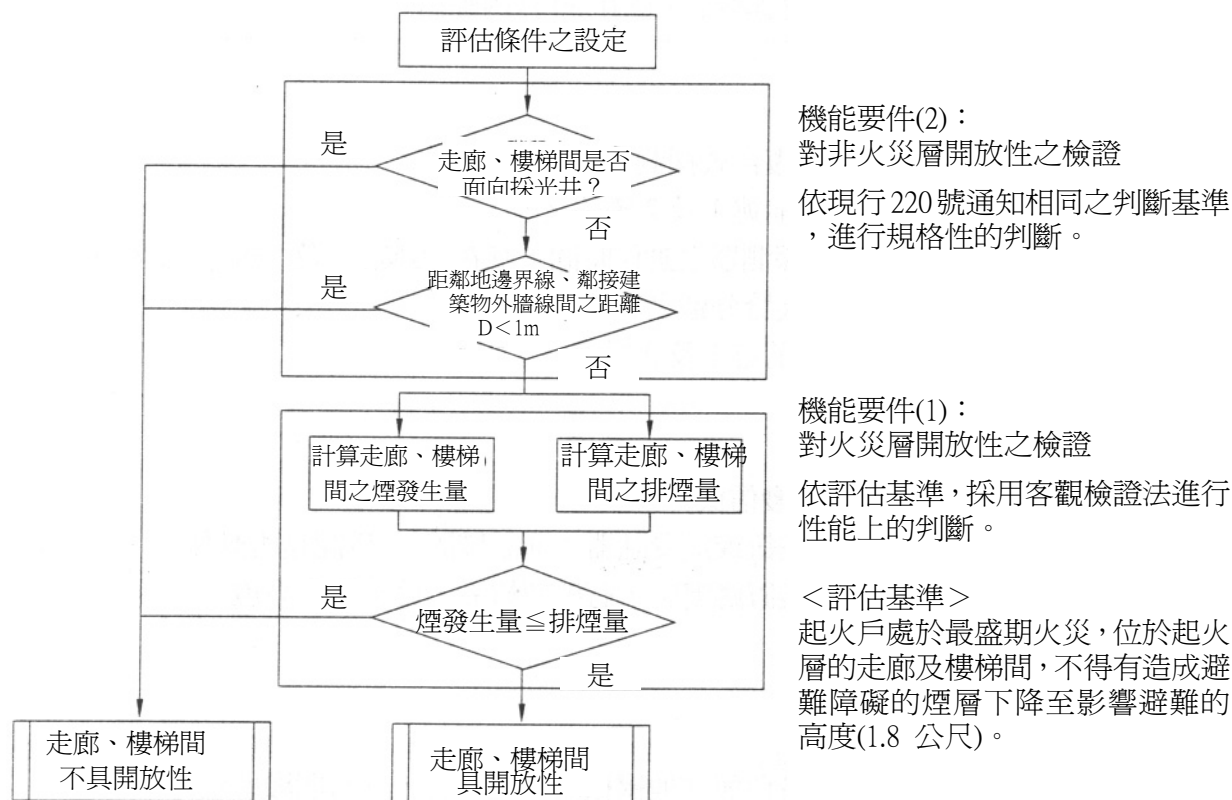 評估條件之設定
是
走廊、樓梯間是否
面向採光井？
否
是
距鄰地邊界線、鄰接建
築物外牆線間之距離
D＜1m
否
機能要件(2)：
對非火災層開放性之檢證
依現行 220 號通知相同之判斷基準
，進行規格性的判斷。
計算走廊、樓梯
間之煙發生量
計算走廊、樓梯
間之排煙量
是
煙發生量≦排煙量
是
走廊、樓梯間
不具開放性
走廊、樓梯間
具開放性
機能要件(1)：
對火災層開放性之檢證
依評估基準，採用客觀檢證法進行
性能上的判斷。
＜評估基準＞
起火戶處於最盛期火災，位於起火
層的走廊及樓梯間，不得有造成避
難障礙的煙層下降至影響避難的
高度(1.8 公尺)。